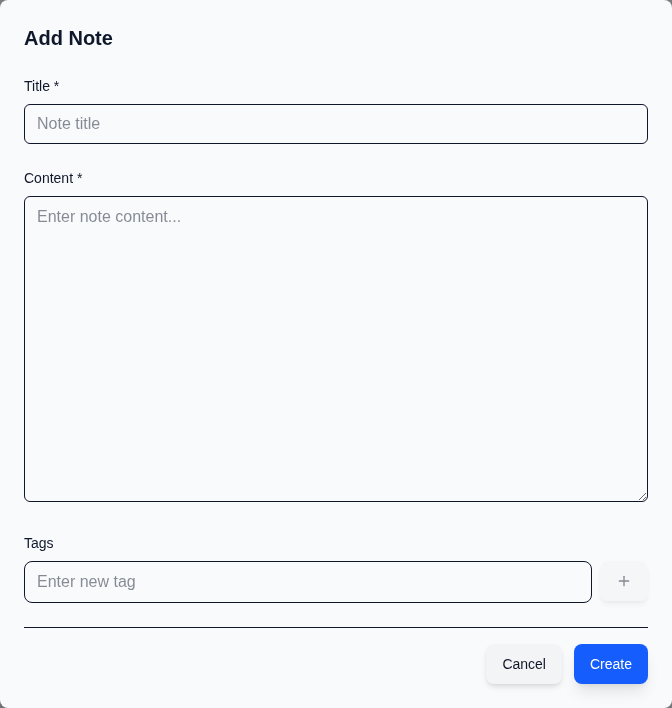 Add Note
Title *
Note title
Content *
Enter note content...
Tags
Enter new tag
+
Cancel
Create